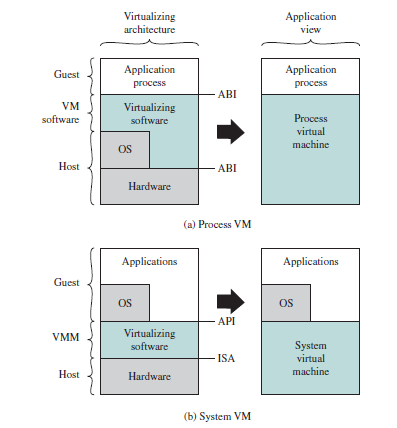 Virtualizing
architecture
Application
view
Guest
Application
process
Application
process
ABI
VM
software
Virtualizing
software
Process
virtual
machine
OS
Host
ABI
Hardware
(a) Process VM
Guest
Applications
Applications
OS
OS
API
VMM
Virtualizing
software
System
virtual
machine
ISA
Host
Hardware
(b) System VM